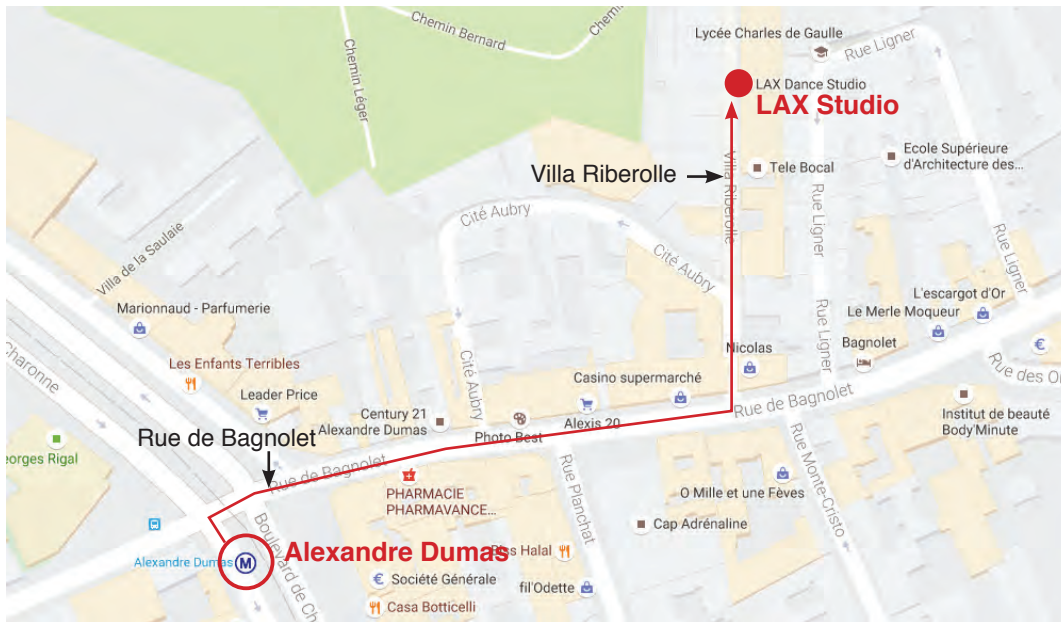 Lycée Charles de Gaulle
Rue Ligner
Chemin Bernard
Chemin Léger
LAX Dance Studio
LAX Studio
Ecole Supérieure
d'Architecture des...
Villa Riberolle
Tele Bocal
Villa Riberolle
Rue Ligner
Rue Ligner
Cité Aubry
Cité Aubry
Cité Aubry
Villa de la Saulaie
Marionnaud - Parfumerie
L'escargot d'Or
Le Merle Moqueur
Bagnolet
Nicolas
Rue Ligner
Charonne
Les Enfants Terribles
Leader Price
Casino supermarché
Century 21
Alexandre Dumas
Photo Best
Alexis 20
Rue de Bagnolet
Institut de beauté
Body'Minute
Rue de Bagnolet
eorges Rigal
Rue de Bagnolet
PHARMACIE
PHARMAVANCE...
O Mille et une Fèves
Rue Planchat
Rue Monte-Cristo
Cap Adrénaline
Alexandre Dumas
M
Alexandre Dumas
Halal
Boulevard de Ch
€ Société Générale
fil'Odette
Casa Botticelli
€
Rue des O